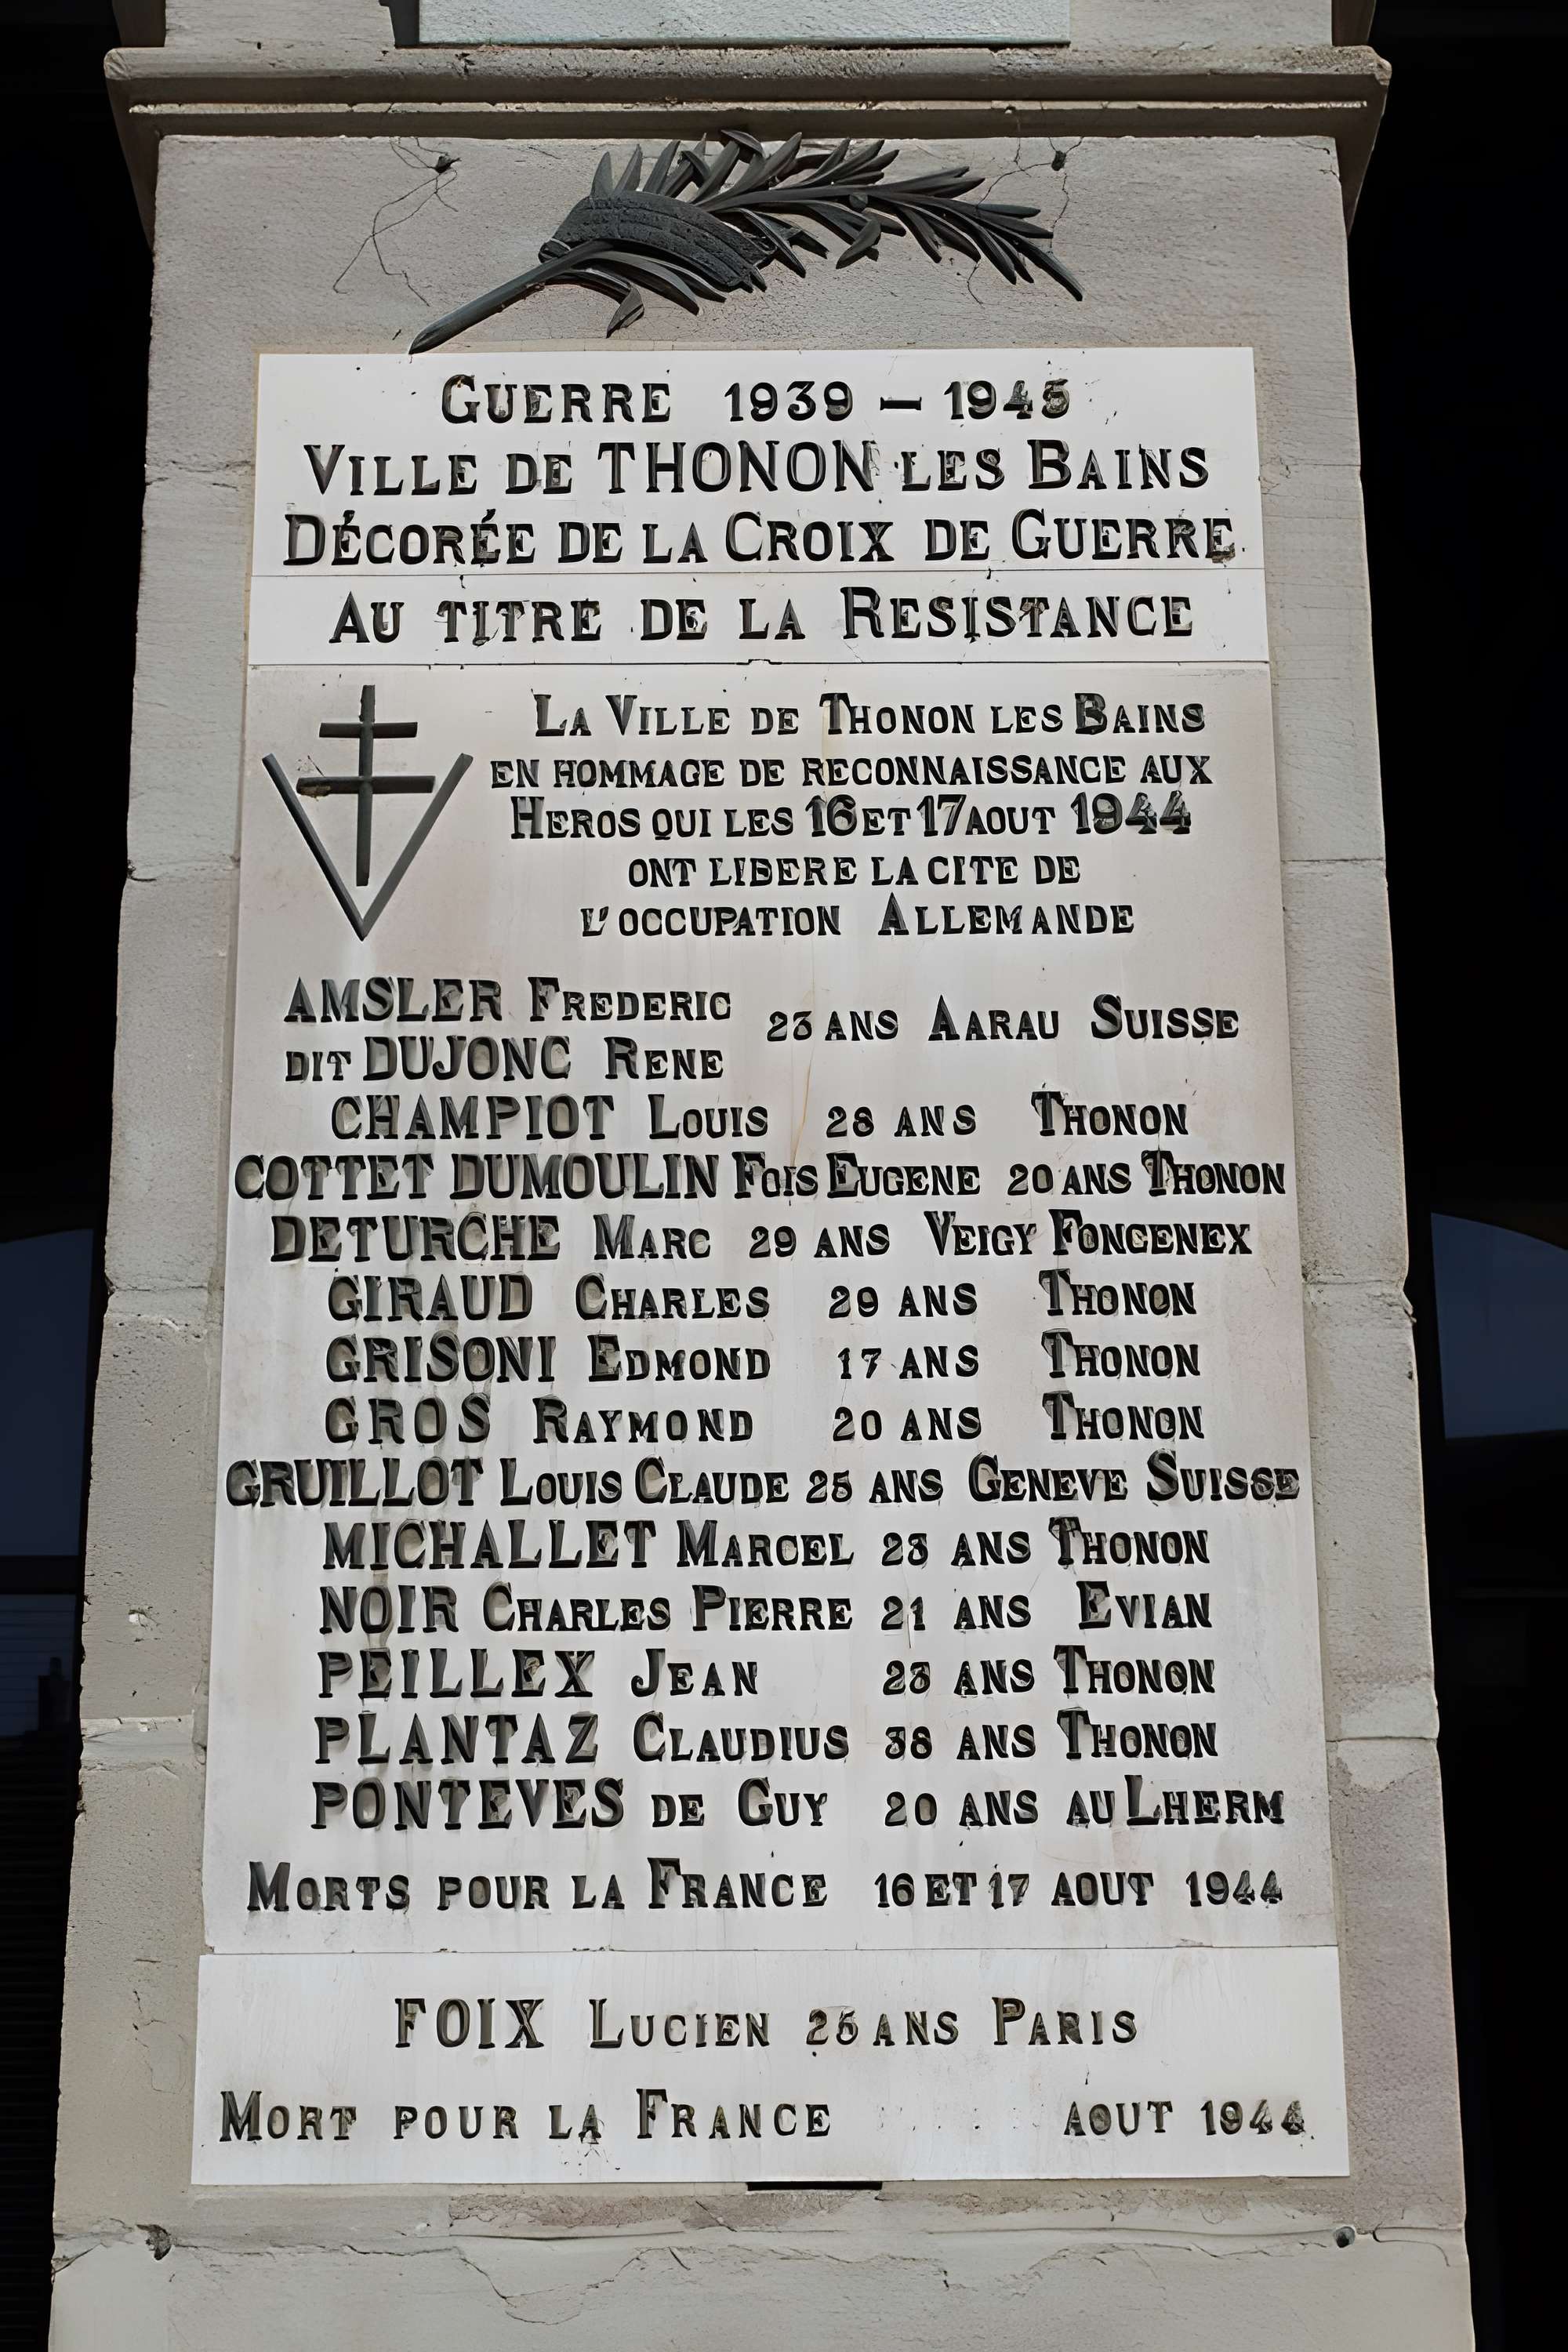 GUERRE 1939 — 1945
VILLE DE THONON LES BAINS
DÉCORÉE DE LA CROIX DE GUERRE
AU TITRE DE LA RESISTANCE
LA VILLE DE THONON LES BAINS
EN HOMMAGE DE RECONNAISSANCE AUX
HEROS QUI LES 16 ET 17 AOUT 1944
ONT LIBERE LA CITE DE
L'OCCUPATION ALLEMANDE
AMSLER FREDERIC
DIT DUJONC RENE 23 ANS AARAU SUISSE
CHAMPIOT LOUIS 28 ANS THONON
COTTET DUMOULIN FOIS EUGENE 20 ANS THONON
DETURCHE MARC 29 ANS VEIGY FONCENEX
GIRAUD CHARLES 29 ANS THONON
GRISONI EDMOND 17 ANS THONON
GROS RAYMOND 20 ANS THONON
GRUILLOT LOUIS CLAUDE 25 ANS GENEVE SUISSE
MICHALLET MARCEL 23 ANS THONON
NOIR CHARLES PIERRE 21 ANS EVIAN
PEILLEX JEAN 23 ANS THONON
PLANTAZ CLAUDIUS 38 ANS THONON
PONTEVES DE GUY 20 ANS AU LHERM
MORTS POUR LA FRANCE 16 ET 17 AOUT 1944
FOIX LUCIEN 25 ANS PARIS
MORT POUR LA FRANCE AOUT 1944